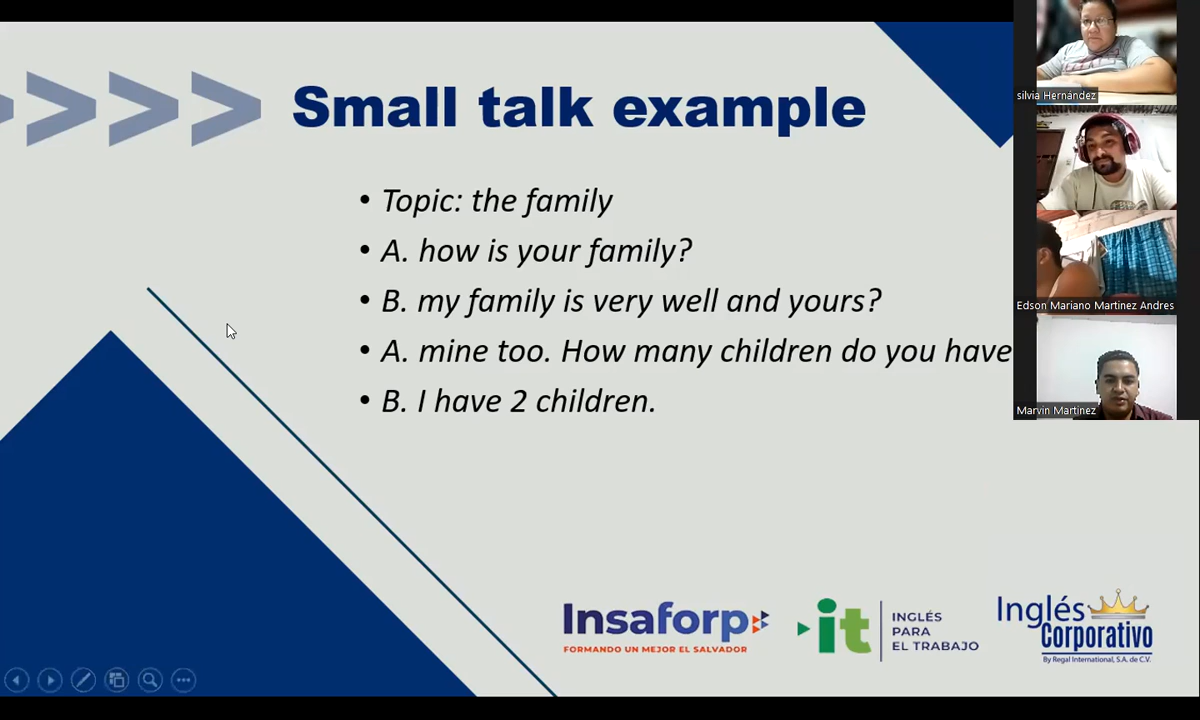 Small talk example
• Topic: the family
• A. how is your family?
• B. my family is very well and yours?
• A. mine too. How many children do you have
• B. I have 2 children.
silvia Hernández
Edson Mariano Martinez Andres
Marvin Martinez
Insaforp
FORMANDO UN MEJOR EL SALVADOR
it
INGLÉS
PARA
EL TRABAJO
Inglés
Corporativo
By Regal International, S.A. de C.V.